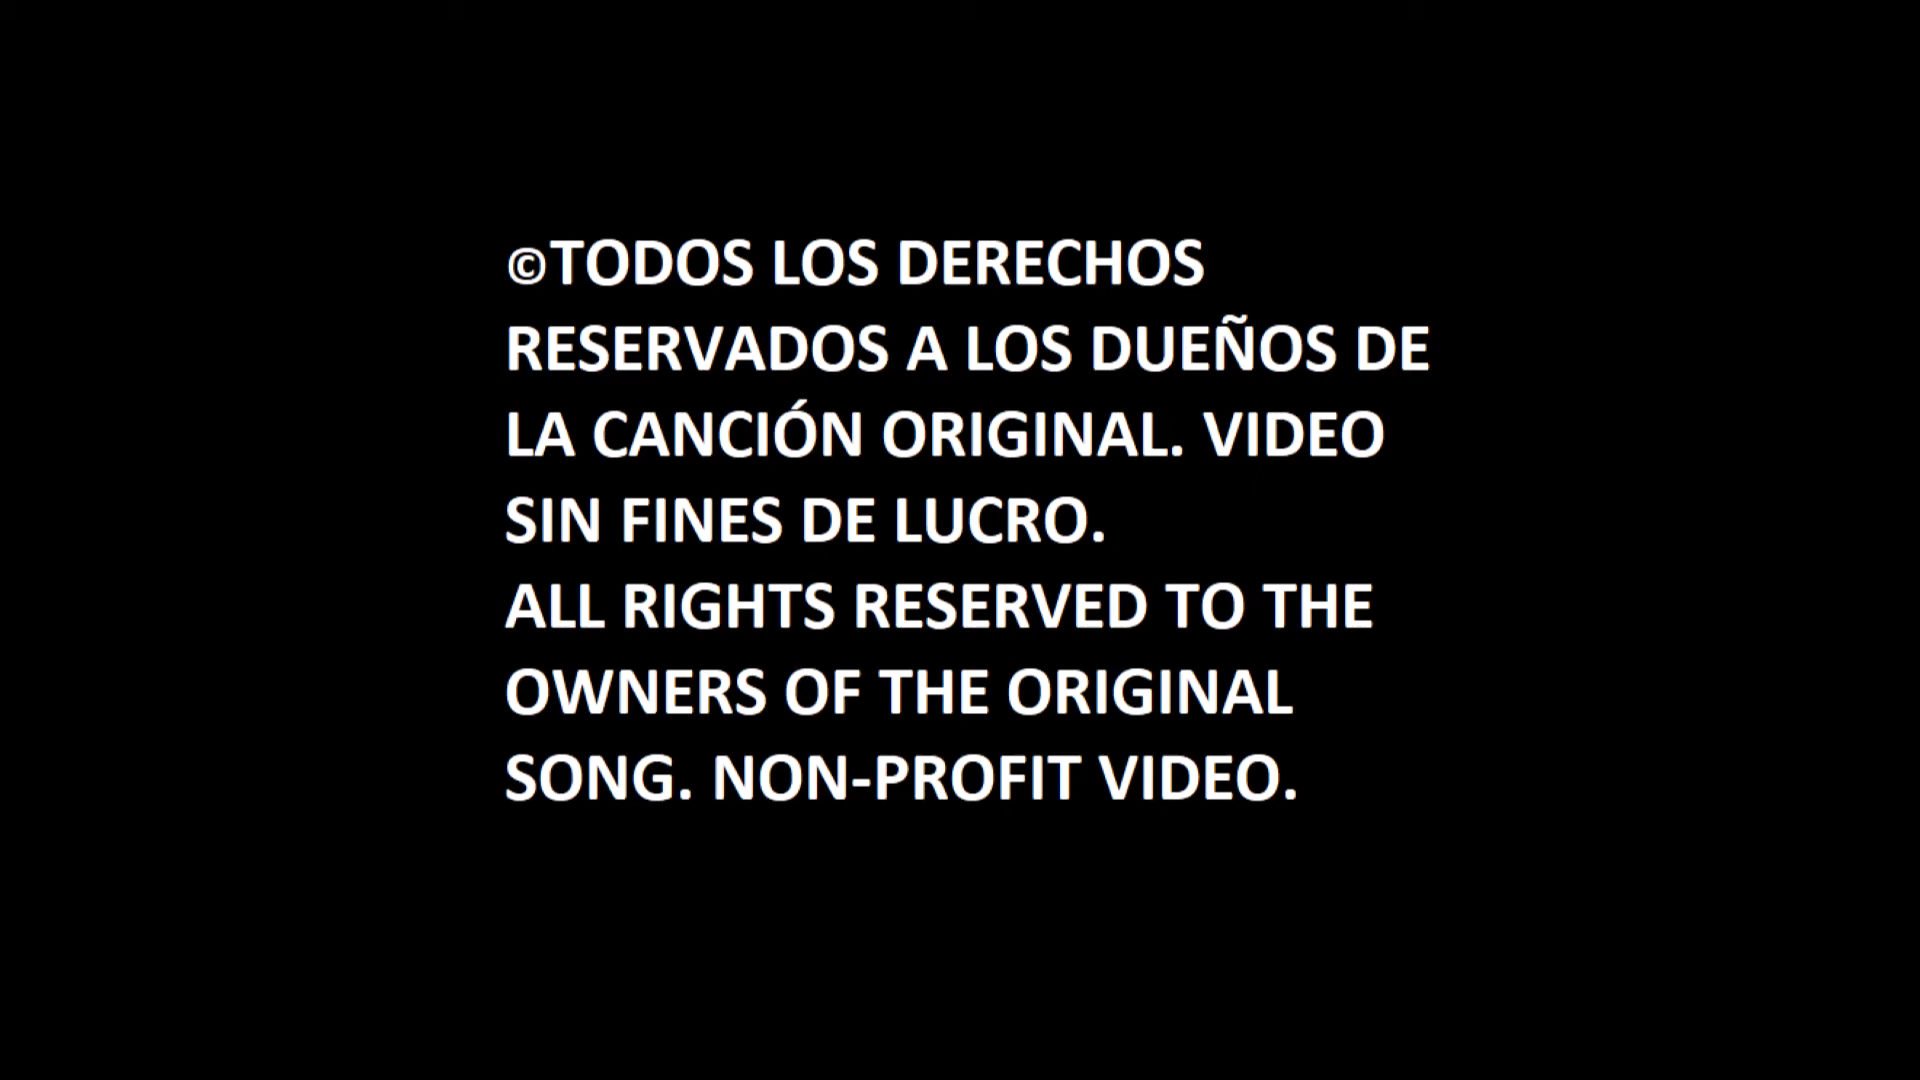 ©TODOS LOS DERECHOS
RESERVADOS A LOS DUEÑOS DE
LA CANCIÓN ORIGINAL. VIDEO
SIN FINES DE LUCRO.
ALL RIGHTS RESERVED TO THE
OWNERS OF THE ORIGINAL
SONG. NON-PROFIT VIDEO.